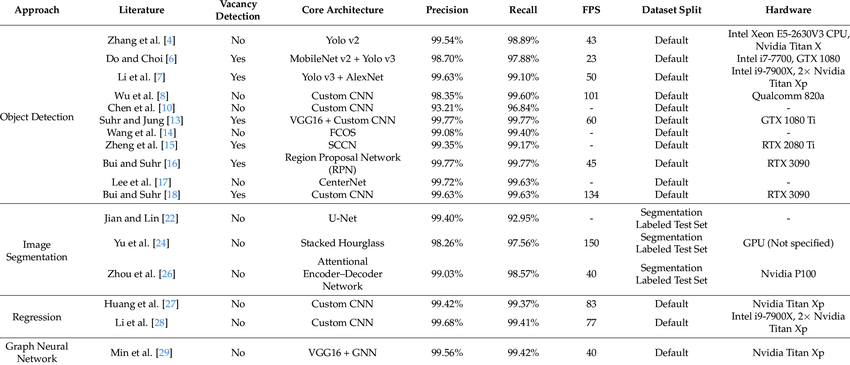 Approach Literature Vacancy Detection Core Architecture Precision Recall FPS Dataset Split Hardware
Object Detection
Zhang et al. [4] No Yolo v2 99.54% 98.89% 43 Default Intel Xeon E5-2630V3 CPU, Nvidia Titan X
Do and Choi [6] Yes MobileNet v2 + Yolo v3 98.70% 97.88% 23 Default Intel i7-7700, GTX 1080
Li et al. [7] Yes Yolo v3 + AlexNet 99.63% 99.10% 50 Default Intel i9-7900X, 2× Nvidia Titan Xp
Wu et al. [8] No Custom CNN 98.35% 99.60% 101 Default Qualcomm 820a
Chen et al. [10] No Custom CNN 93.21% 96.84% - Default -
Suhr and Jung [13] Yes VGG16 + Custom CNN 99.77% 99.77% 60 Default GTX 1080 Ti
Wang et al. [14] No FCOS 99.08% 99.40% - Default -
Zheng et al. [15] Yes SCCN 99.35% 99.17% - Default RTX 2080 Ti
Bui and Suhr [16] Yes Region Proposal Network (RPN) 99.77% 99.77% 45 Default RTX 3090
Lee et al. [17] No CenterNet 99.72% 99.63% - Default -
Bui and Suhr [18] Yes Custom CNN 99.63% 99.63% 134 Default RTX 3090
Image Segmentation
Jian and Lin [22] No U-Net 99.40% 92.95% - Segmentation Labeled Test Set -
Yu et al. [24] No Stacked Hourglass 98.26% 97.56% 150 Segmentation Labeled Test Set GPU (Not specified)
Zhou et al. [26] No Attentional Encoder–Decoder Network 99.03% 98.57% 40 Segmentation Labeled Test Set Nvidia P100
Regression
Huang et al. [27] No Custom CNN 99.42% 99.37% 83 Default Nvidia Titan Xp
Li et al. [28] No Custom CNN 99.68% 99.41% 77 Default Intel i9-7900X, 2× Nvidia Titan Xp
Graph Neural Network
Min et al. [29] No VGG16 + GNN 99.56% 99.42% 40 Default Nvidia Titan Xp